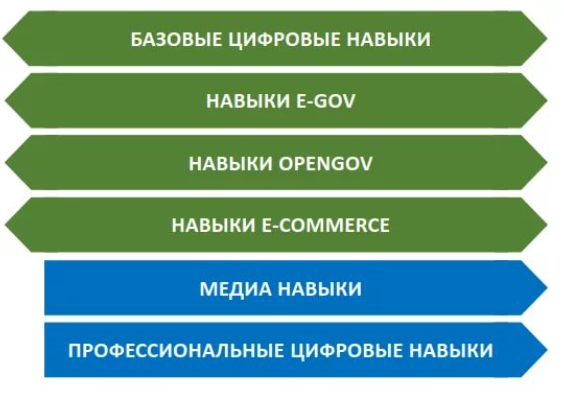 БАЗОВЫЕ ЦИФРОВЫЕ НАВЫКИ
НАВЫКИ E-GOV
НАВЫКИ OPENGOV
НАВЫКИ E-COMMERCE
МЕДИА НАВЫКИ
ПРОФЕССИОНАЛЬНЫЕ ЦИФРОВЫЕ НАВЫКИ